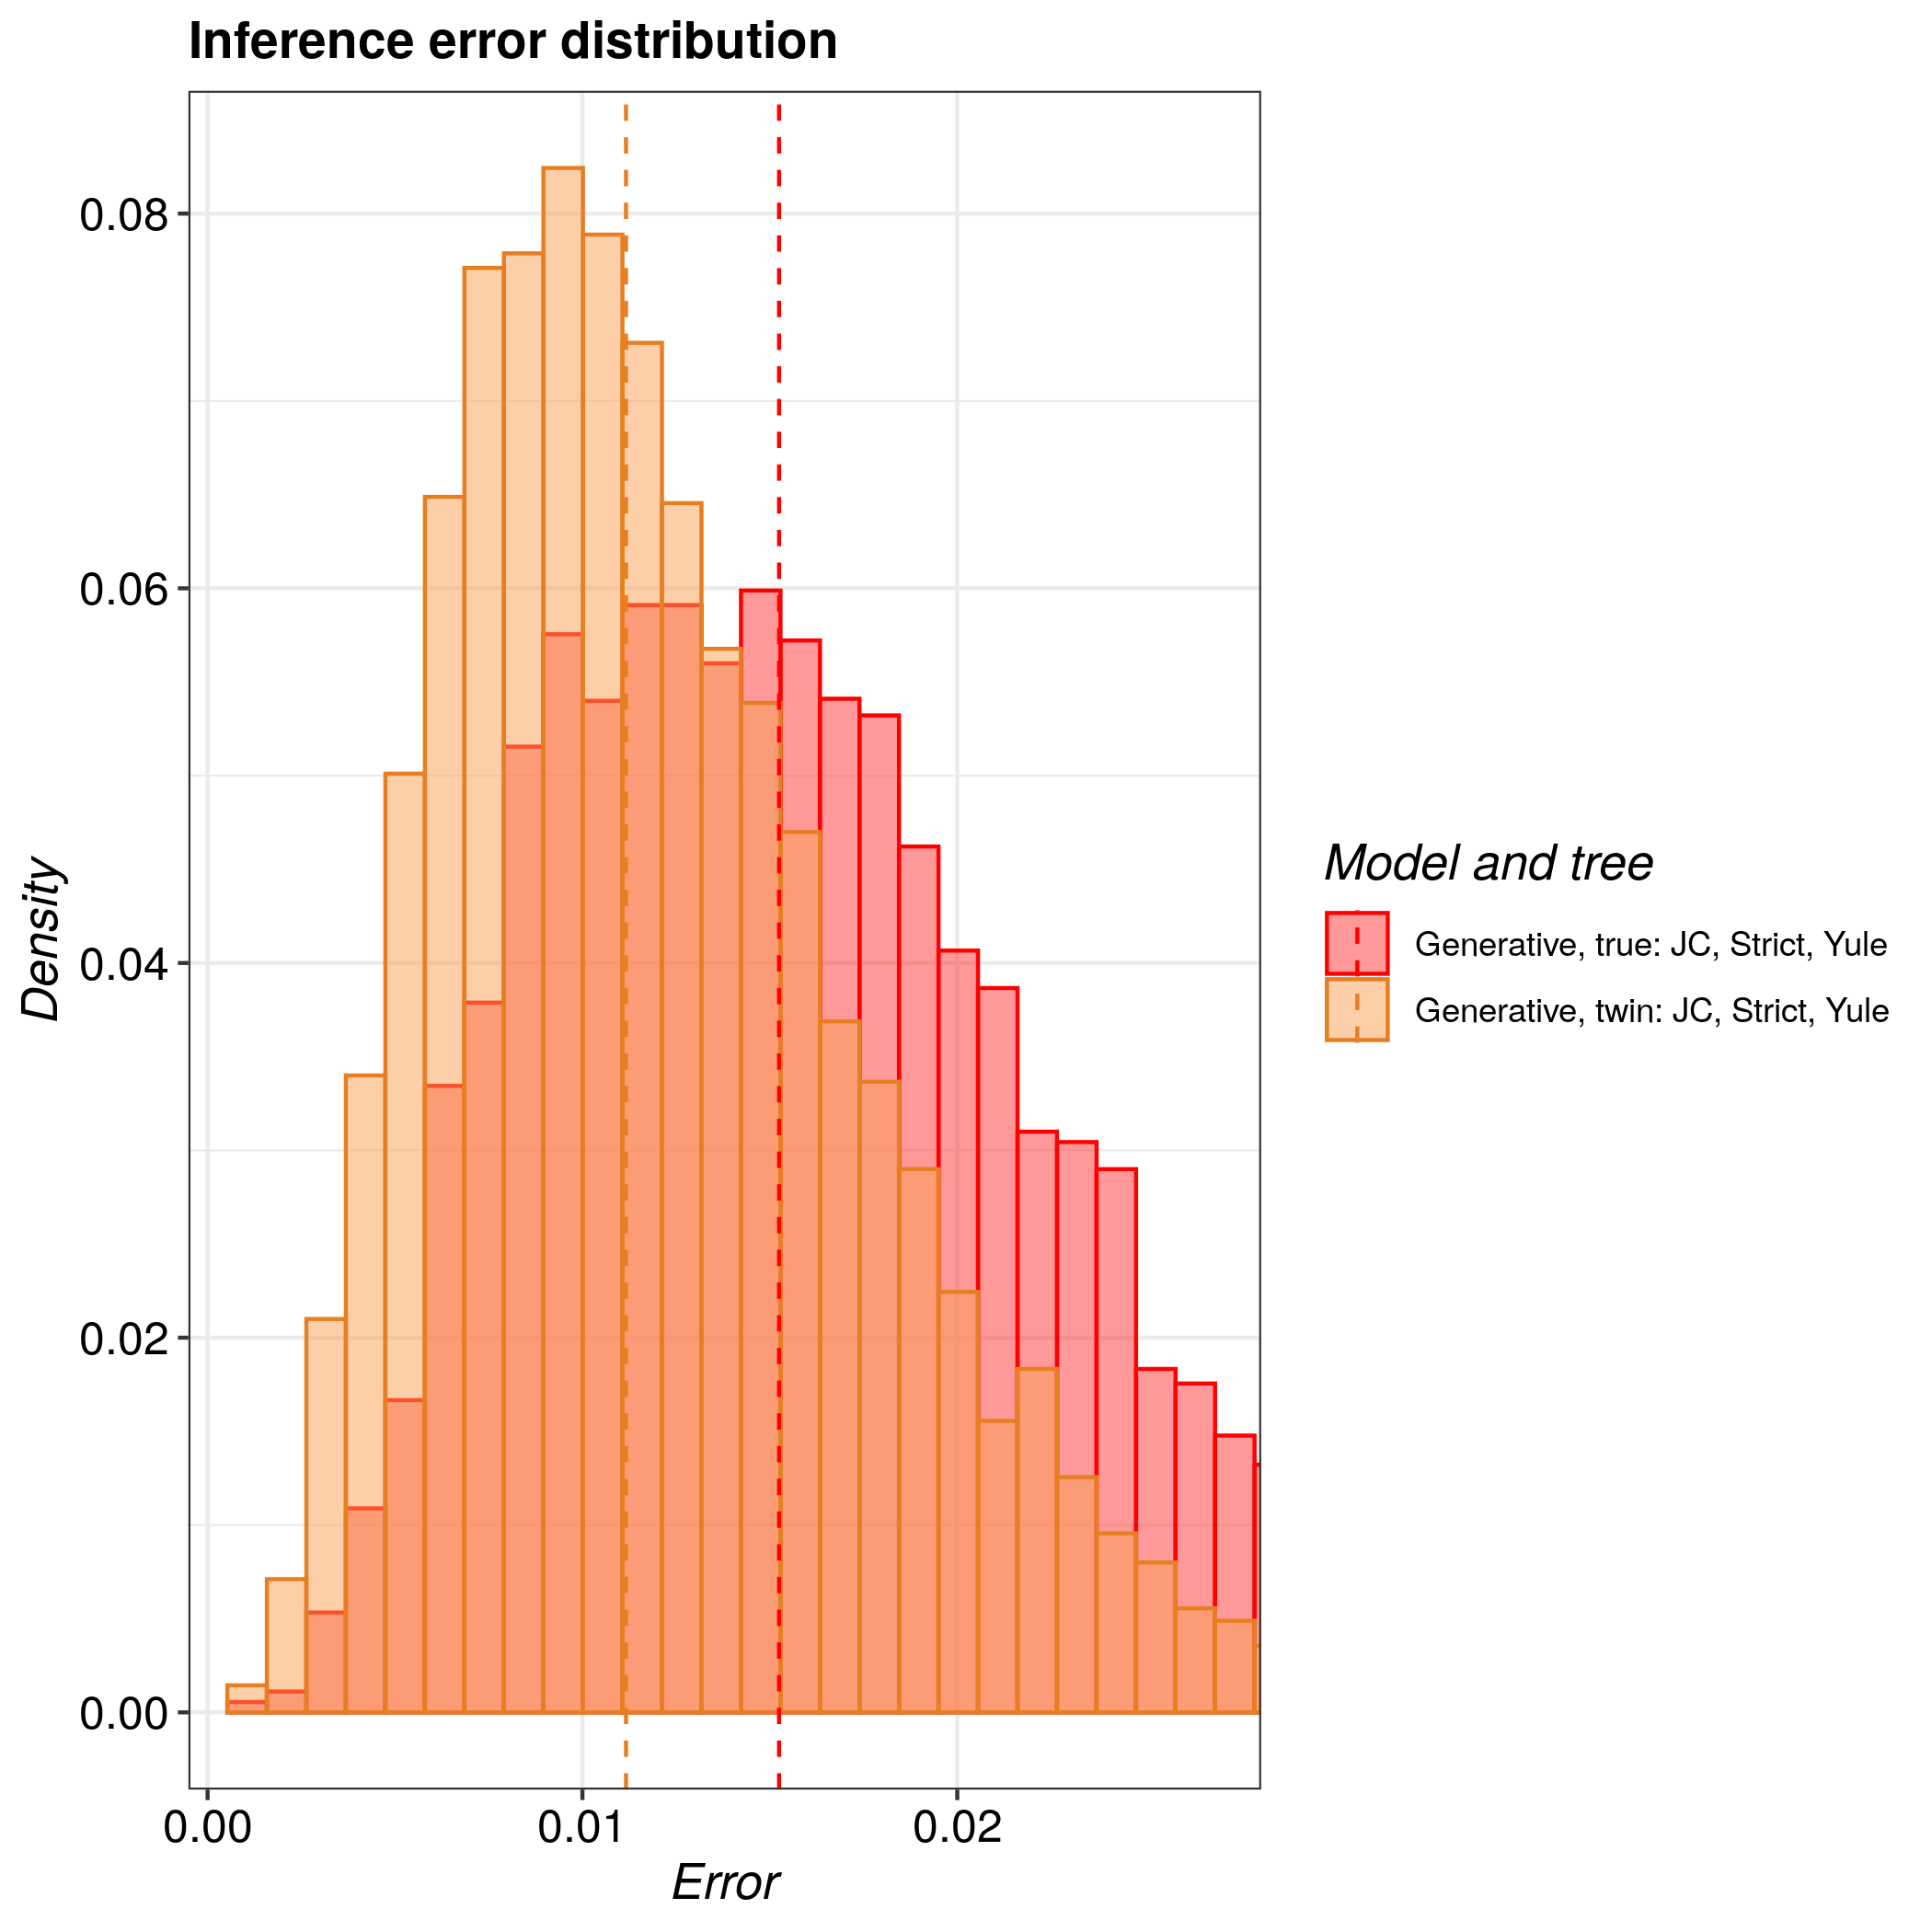 Inference error distribution
0.08
0.06
0.04
0.02
0.00
Density
0.00 0.01 0.02
Error
Model and tree
Generative, true: JC, Strict, Yule
Generative, twin: JC, Strict, Yule